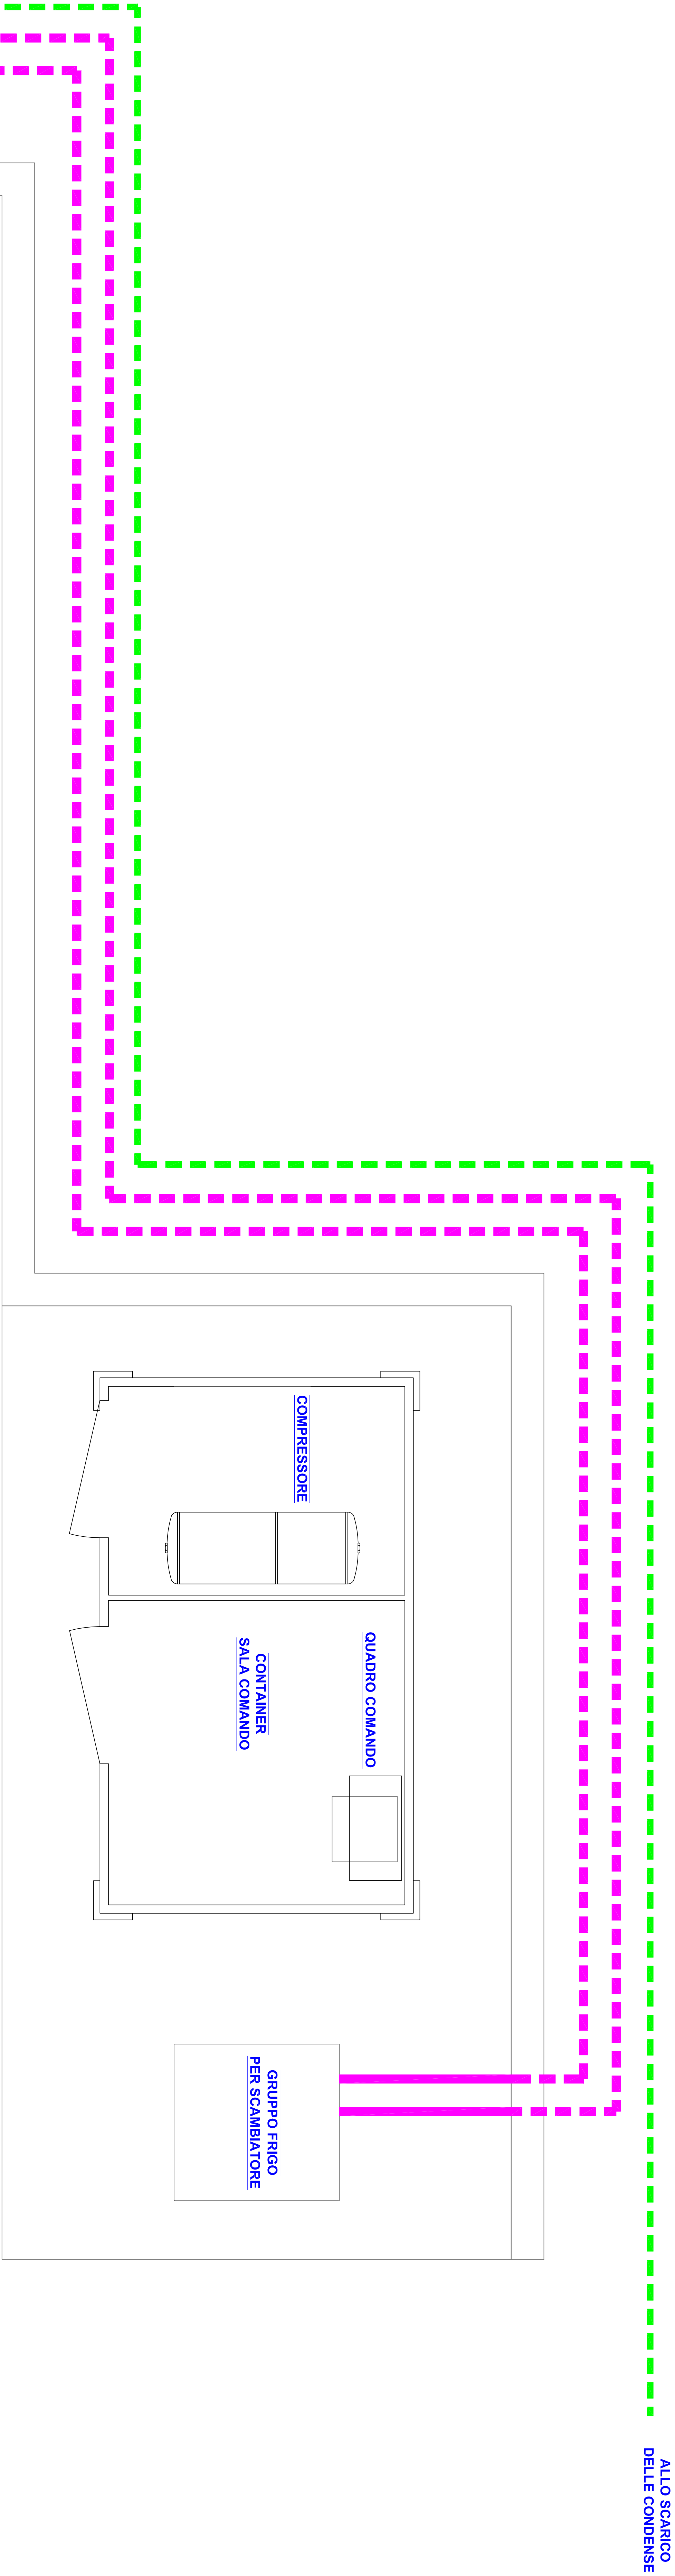 COMPRESSORE
QUADRO COMANDO
CONTAINER
SALA COMANDO
GRUPPO FRIGO
PER SCAMBIATORE
ALLO SCARICO
DELLE CONDENSE